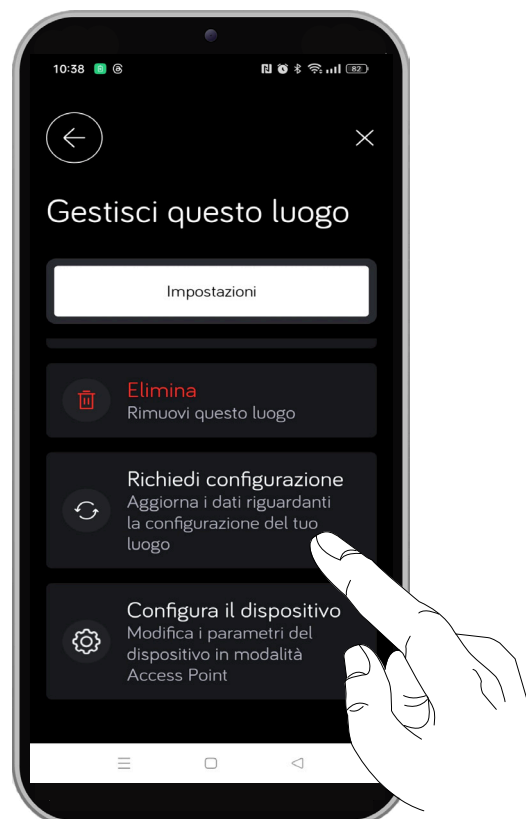 10:38
82
Gestisci questo luogo
Impostazioni
Elimina
Rimuovi questo luogo
Richiedi configurazione
Aggiorna i dati riguardanti
la configurazione del tuo
luogo
Configura il dispositivo
Modifica i parametri del
dispositivo in modalità
Access Point